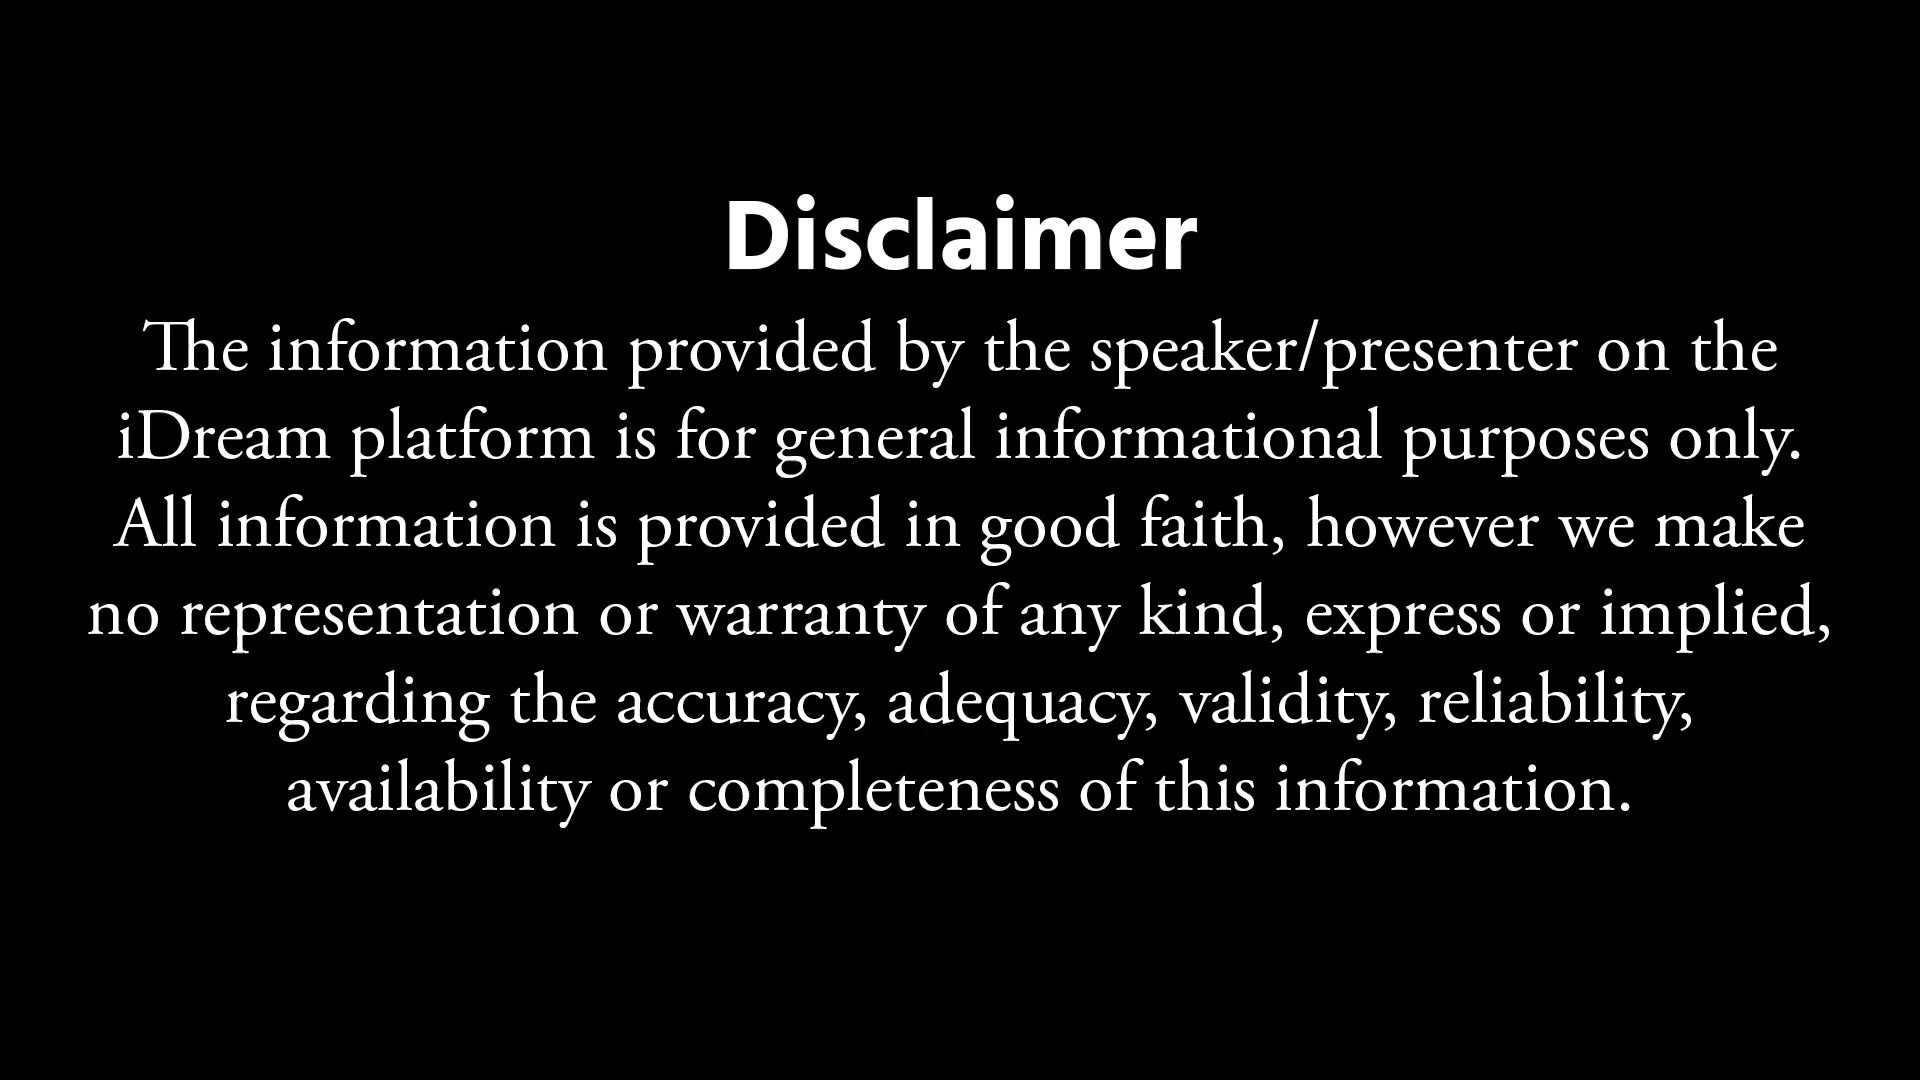 Disclaimer
The information provided by the speaker/presenter on the
iDream platform is for general informational purposes only.
All information is provided in good faith, however we make
no representation or warranty of any kind, express or implied,
regarding the accuracy, adequacy, validity, reliability,
availability or completeness of this information.